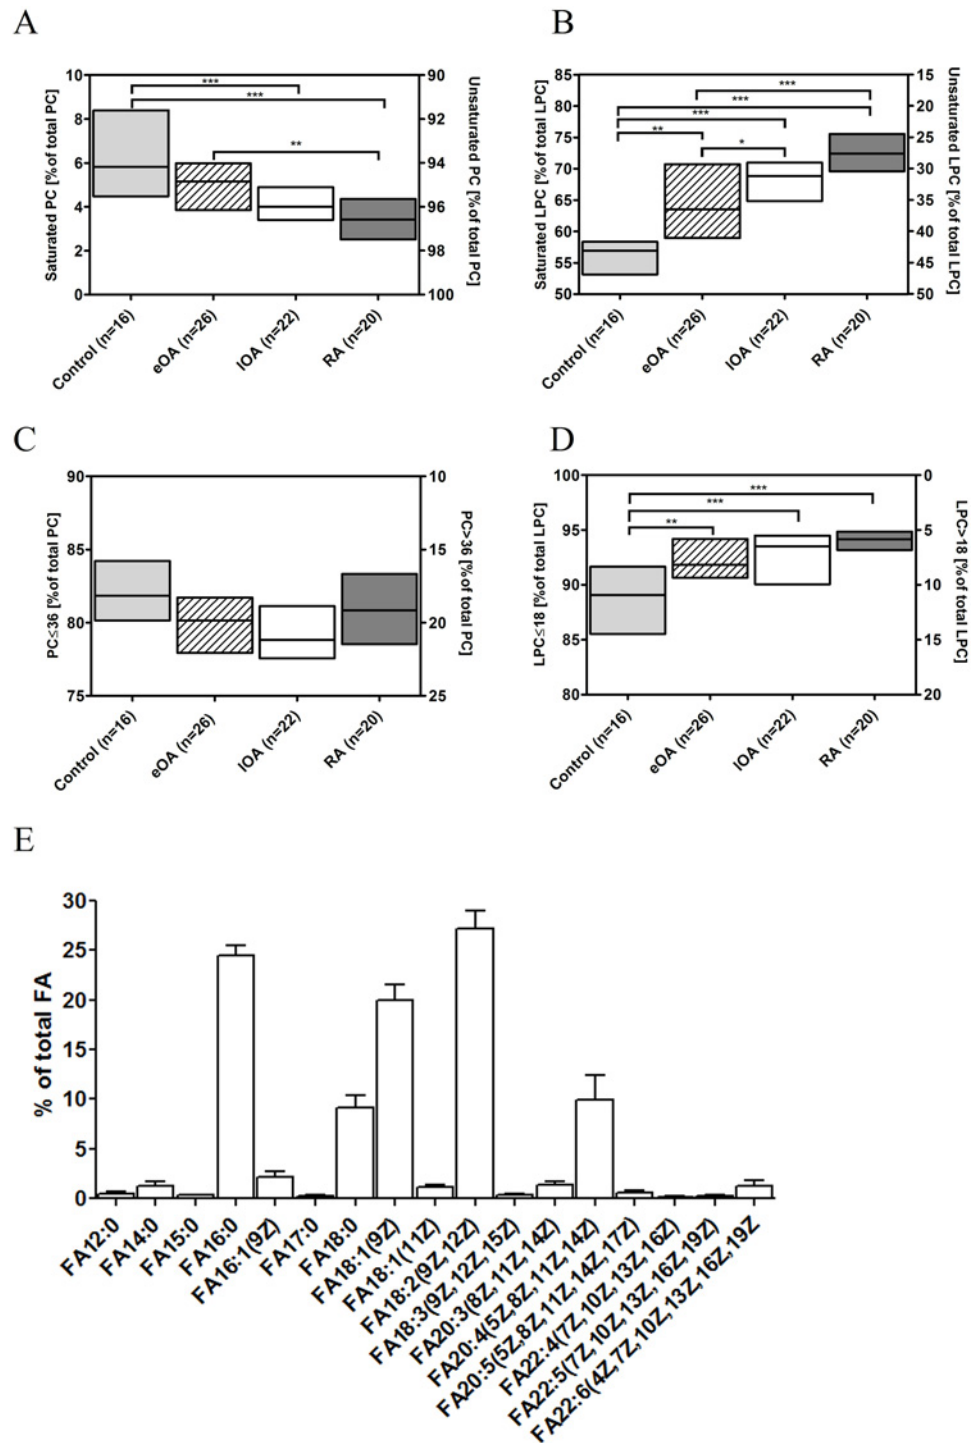 A
Saturated PC [% of total PC]
10
8
6
4
2
0
***
***
**
90
92
94
96
98
100
Unsaturated PC [% of total PC]
Control (n=16)
eOA (n=26)
lOA (n=22)
RA (n=20)
B
Saturated LPC [% of total LPC]
85
80
75
70
65
60
55
50
***
***
***
**
*
15
20
25
30
35
40
45
50
Unsaturated LPC [% of total LPC]
Control (n=16)
eOA (n=26)
lOA (n=22)
RA (n=20)
C
PC≤36 [% of total PC]
90
85
80
75
10
15
20
25
PC>36 [% of total PC]
Control (n=16)
eOA (n=26)
lOA (n=22)
RA (n=20)
D
LPC≤18 [% of total LPC]
100
95
90
85
80
***
***
**
0
5
10
15
20
LPC>18 [% of total LPC]
Control (n=16)
eOA (n=26)
lOA (n=22)
RA (n=20)
E
% of total FA
30
25
20
15
10
5
0
FA12:0
FA14:0
FA15:0
FA16:0
FA16:1(9Z)
FA17:0
FA18:0
FA18:1(9Z)
FA18:1(11Z)
FA18:2(9Z,12Z)
FA18:3(9Z,12Z,15Z)
FA20:3(8Z,11Z,14Z)
FA20:4(5Z,8Z,11Z,14Z)
FA20:5(5Z,8Z,11Z,14Z,17Z)
FA22:4(7Z,10Z,13Z,16Z)
FA22:5(7Z,10Z,13Z,16Z,19Z)
FA22:6(4Z,7Z,10Z,13Z,16Z,19Z